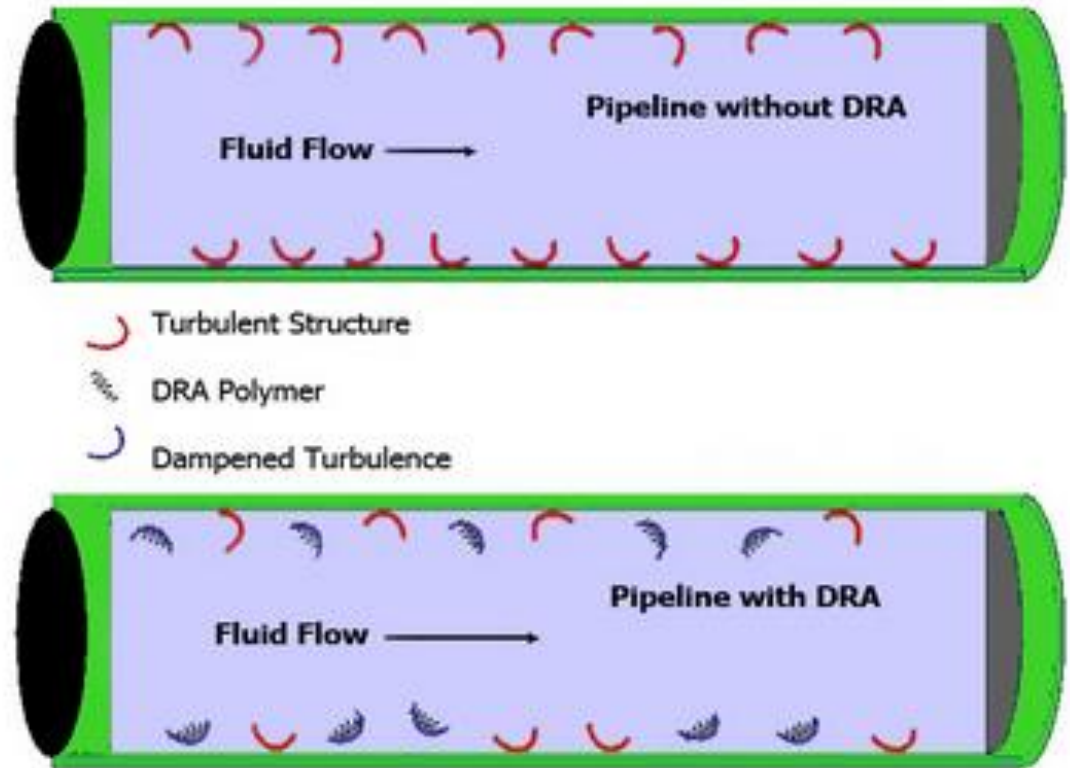 Pipeline without DRA
Fluid Flow
Turbulent Structure
DRA Polymer
Dampened Turbulence
Pipeline with DRA
Fluid Flow